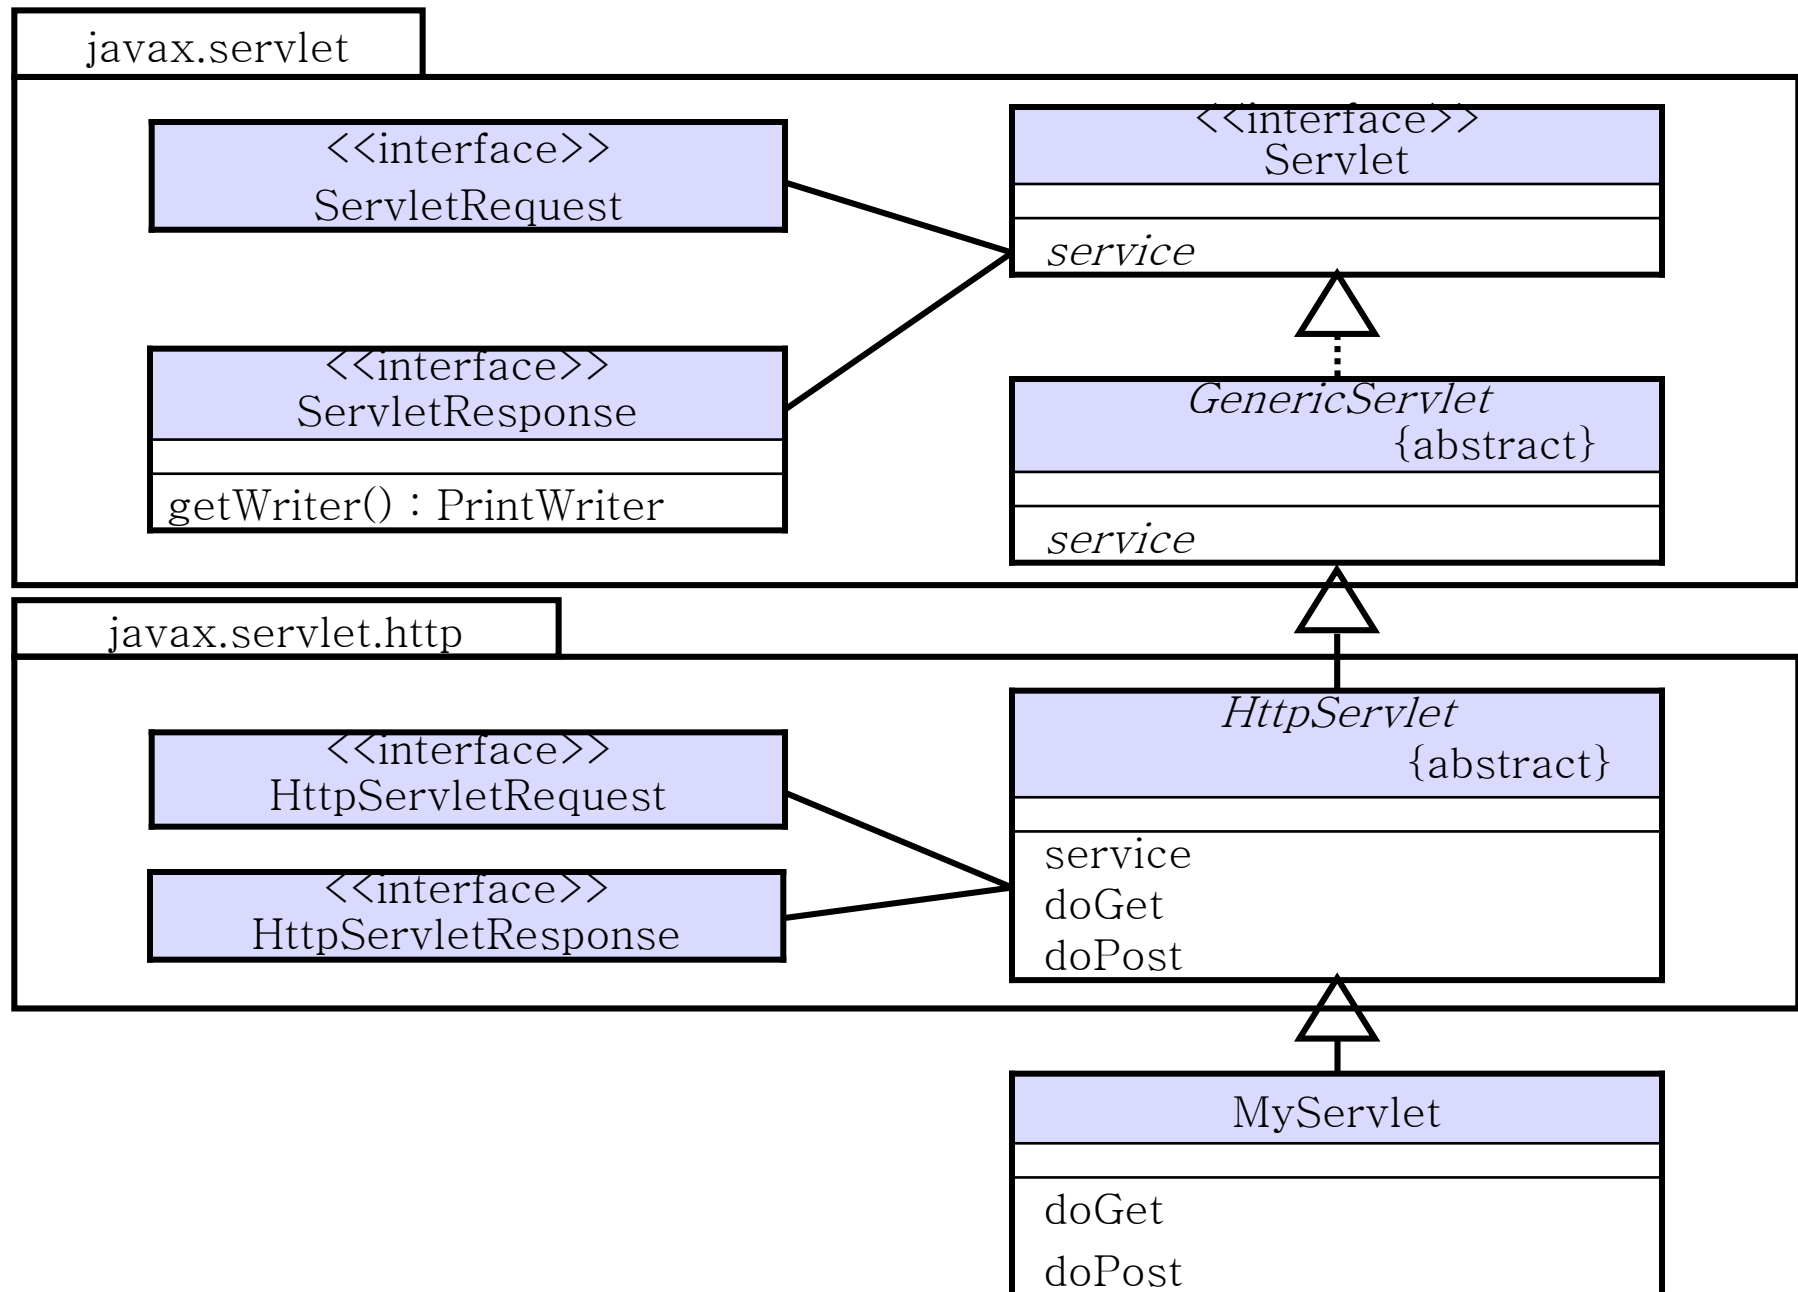 javax.servlet
<<interface>>
ServletRequest
<<interface>>
Servlet
service
<<interface>>
ServletResponse
getWriter() : PrintWriter
GenericServlet
{abstract}
service
javax.servlet.http
<<interface>>
HttpServletRequest
<<interface>>
HttpServletResponse
HttpServlet
{abstract}
service
doGet
doPost
MyServlet
doGet
doPost